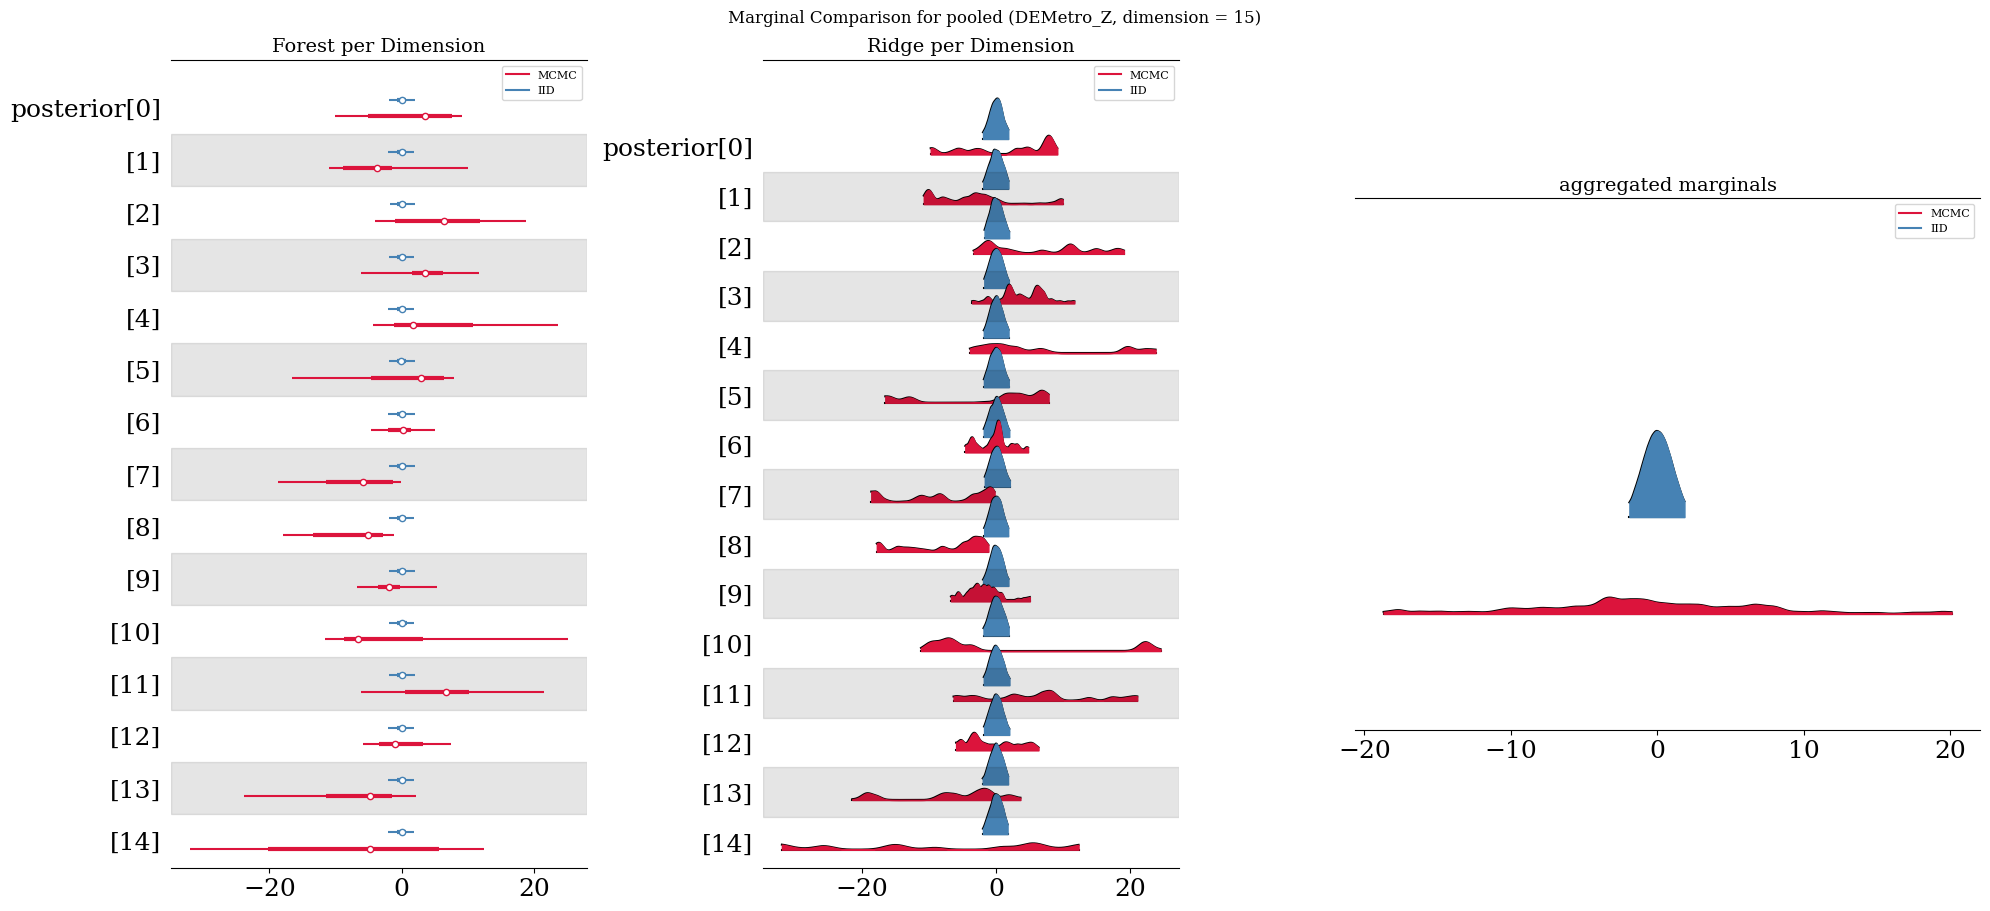 Marginal Comparison for pooled (DEMetro_Z, dimension = 15)
Forest per Dimension
MCMC
IID
posterior[0]
[1]
[2]
[3]
[4]
[5]
[6]
[7]
[8]
[9]
[10]
[11]
[12]
[13]
[14]
−20 0 20
Ridge per Dimension
MCMC
IID
posterior[0]
[1]
[2]
[3]
[4]
[5]
[6]
[7]
[8]
[9]
[10]
[11]
[12]
[13]
[14]
−20 0 20
aggregated marginals
MCMC
IID
−20 −10 0 10 20